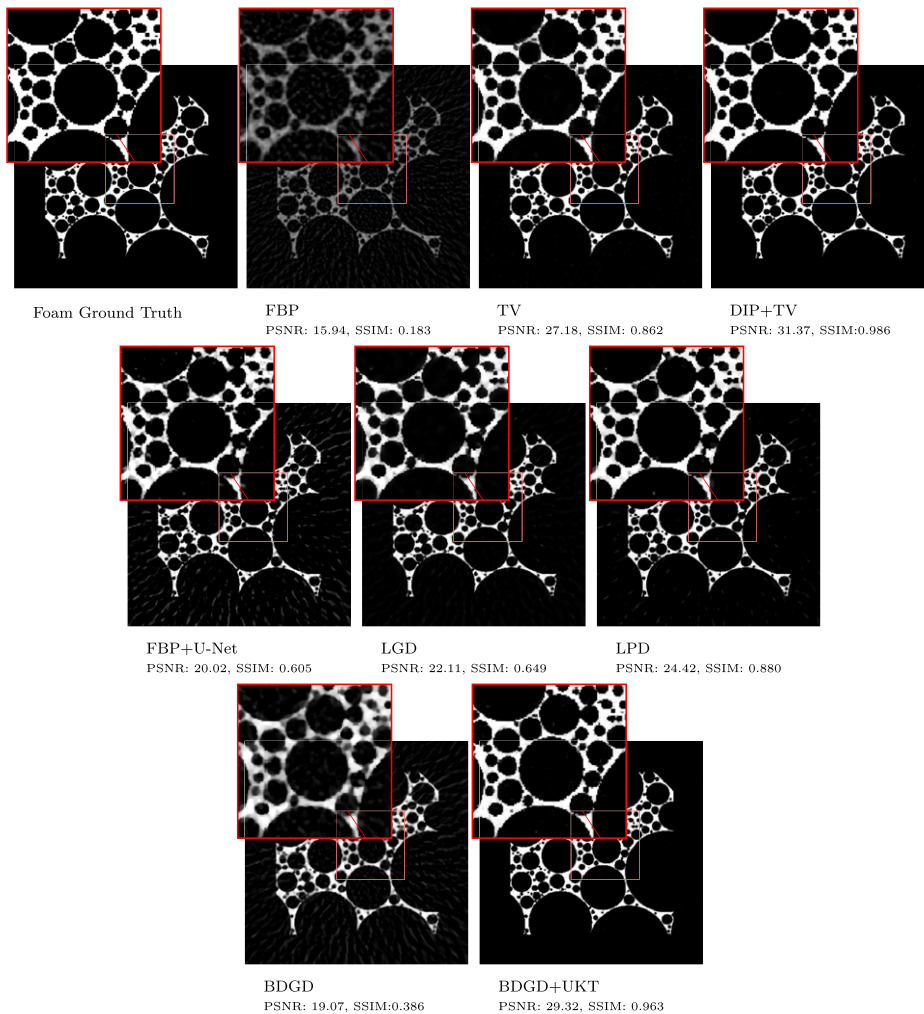 Foam Ground Truth
FBP
PSNR: 15.94, SSIM: 0.183
TV
PSNR: 27.18, SSIM: 0.862
DIP+TV
PSNR: 31.37, SSIM:0.986
FBP+U-Net
PSNR: 20.02, SSIM: 0.605
LGD
PSNR: 22.11, SSIM: 0.649
LPD
PSNR: 24.42, SSIM: 0.880
BDGD
PSNR: 19.07, SSIM:0.386
BDGD+UKT
PSNR: 29.32, SSIM: 0.963